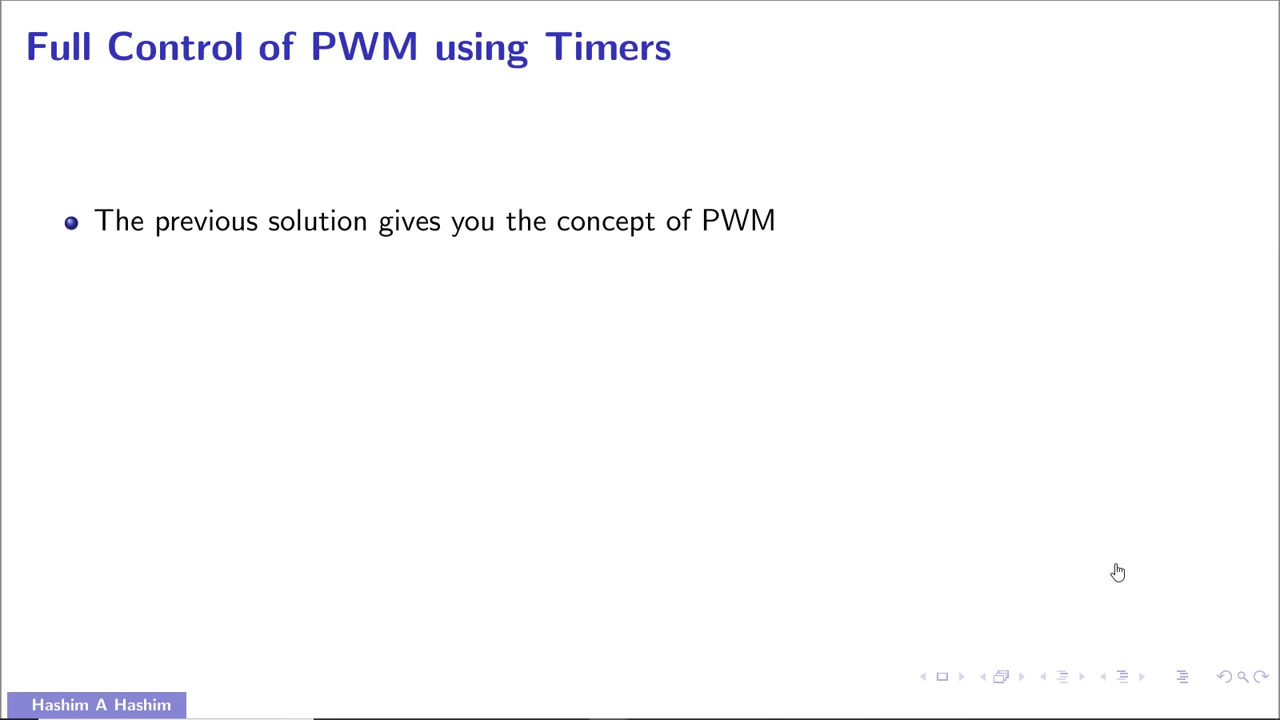 Full Control of PWM using Timers
The previous solution gives you the concept of PWM
Hashim A Hashim